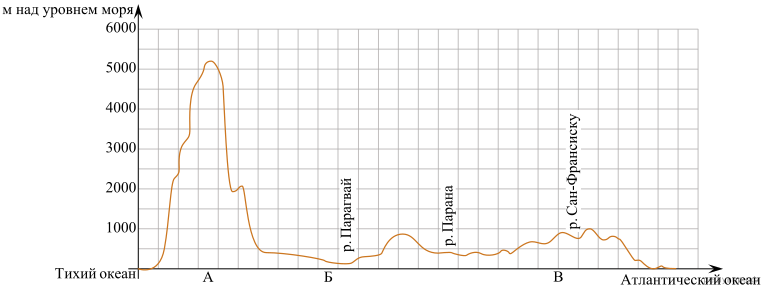 м над уровнем моря
6000
5000
4000
3000
2000
1000
р. Парагвай
р. Парана
р. Сан-Франсиску
Тихий океан
А
Б
В
Атлантический океан